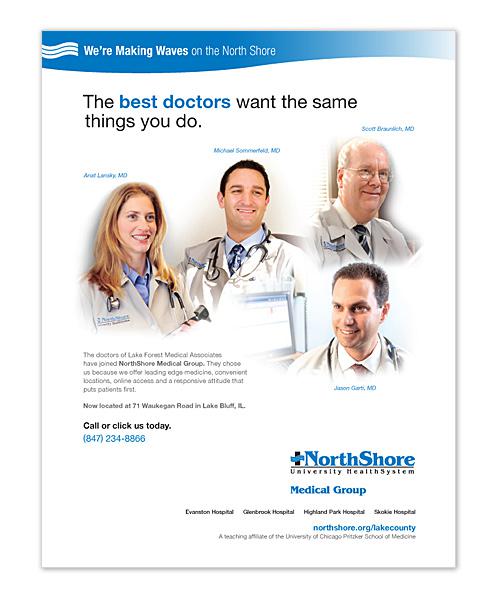 We're Making Waves on the North Shore
The best doctors want the same
things you do.
Scott Braunlich, MD
Michael Sommerfeld, MD
Anat Lansky, MD
NorthShore
University HealthSystem
Jason Garti, MD
The doctors of Lake Forest Medical Associates
have joined NorthShore Medical Group. They chose
us because we offer leading edge medicine, convenient
locations, online access and a responsive attitude that
puts patients first.
Now located at 71 Waukegan Road in Lake Bluff, IL.
Call or click us today.
(847) 234-8866
NorthShore
University HealthSystem
Medical Group
Evanston Hospital Glenbrook Hospital Highland Park Hospital Skokie Hospital
northshore.org/lakecounty
A teaching affiliate of the University of Chicago Pritzker School of Medicine